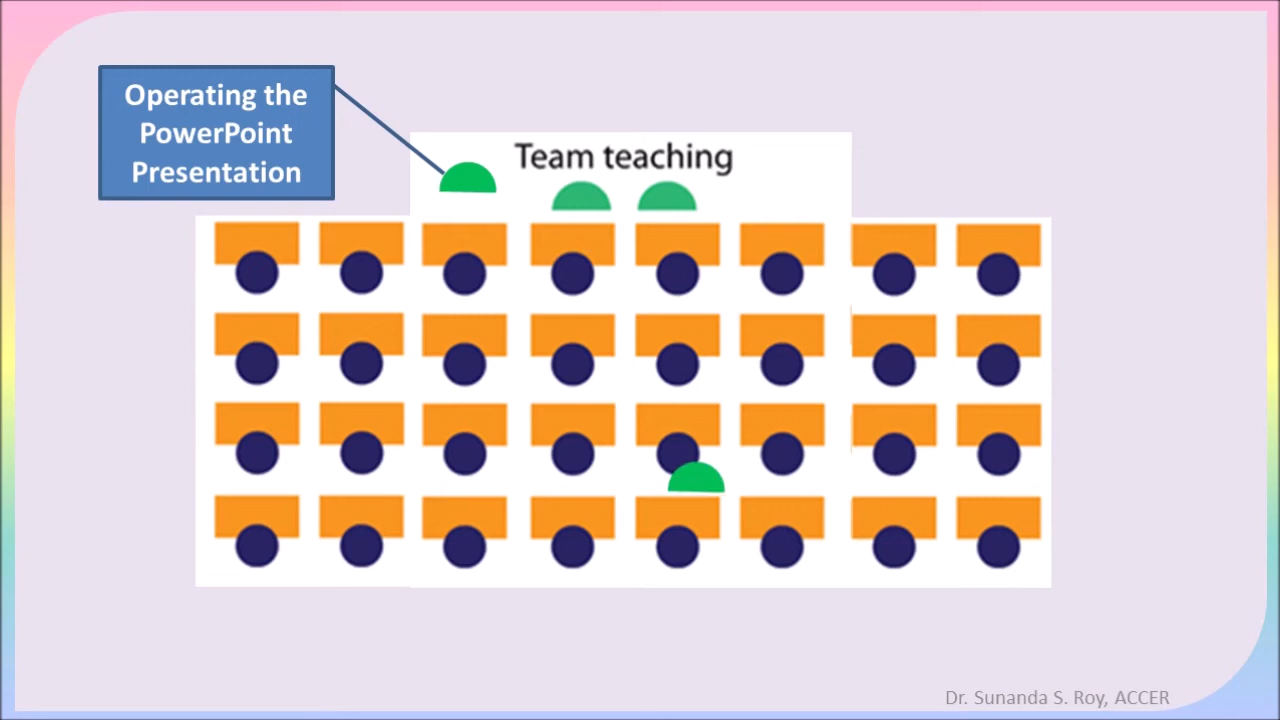 Operating the
PowerPoint
Presentation
Team teaching
Dr. Sunanda S. Roy, ACCER